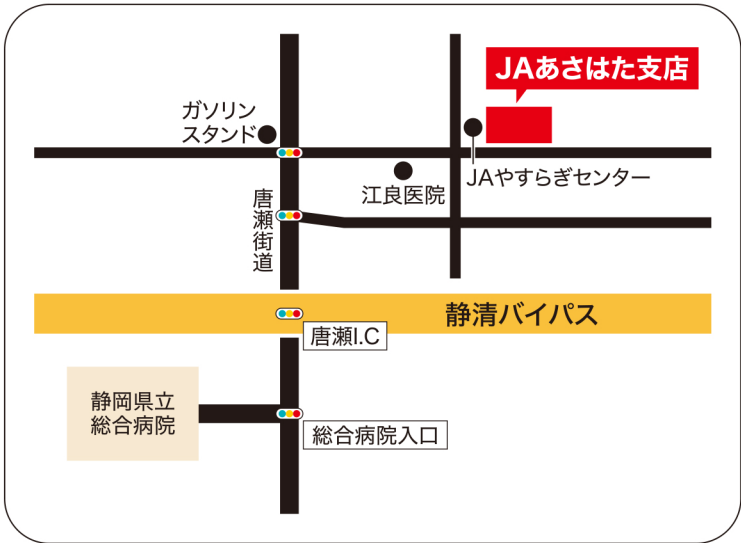 JAあさはた支店
ガソリン
スタンド
JAやすらぎセンター
江良医院
唐瀬街道
静清バイパス
唐瀬I.C
静岡県立
総合病院
総合病院入口